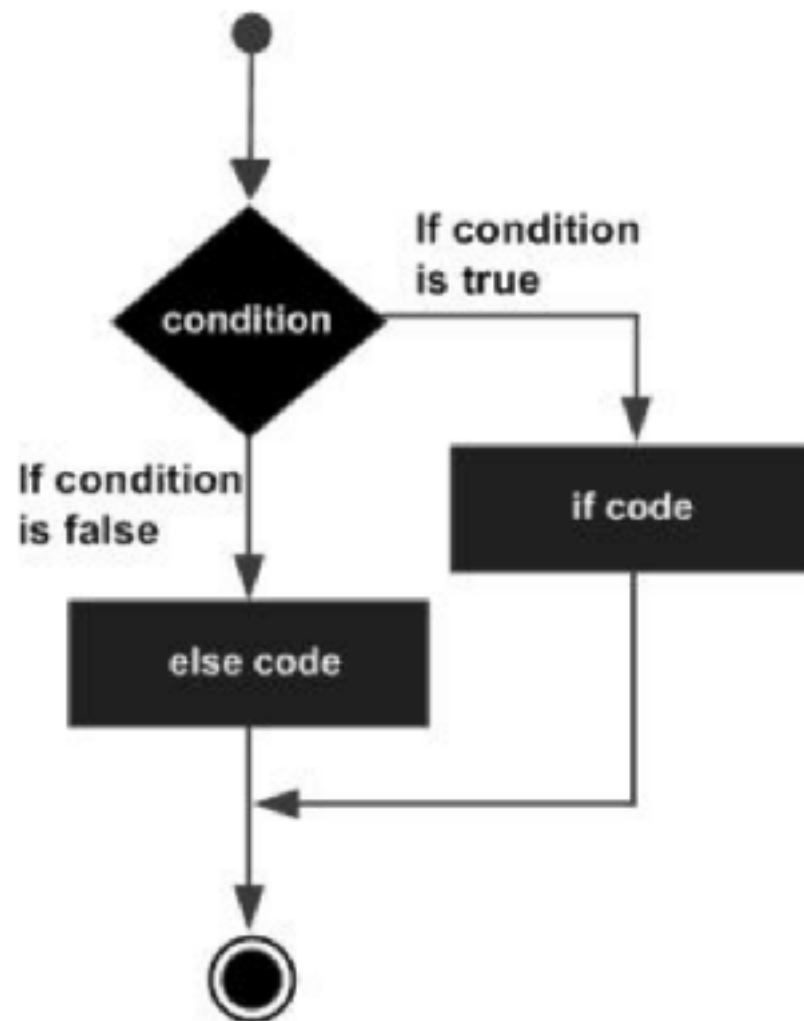 If condition
is true
condition
If condition
is false
if code
else code